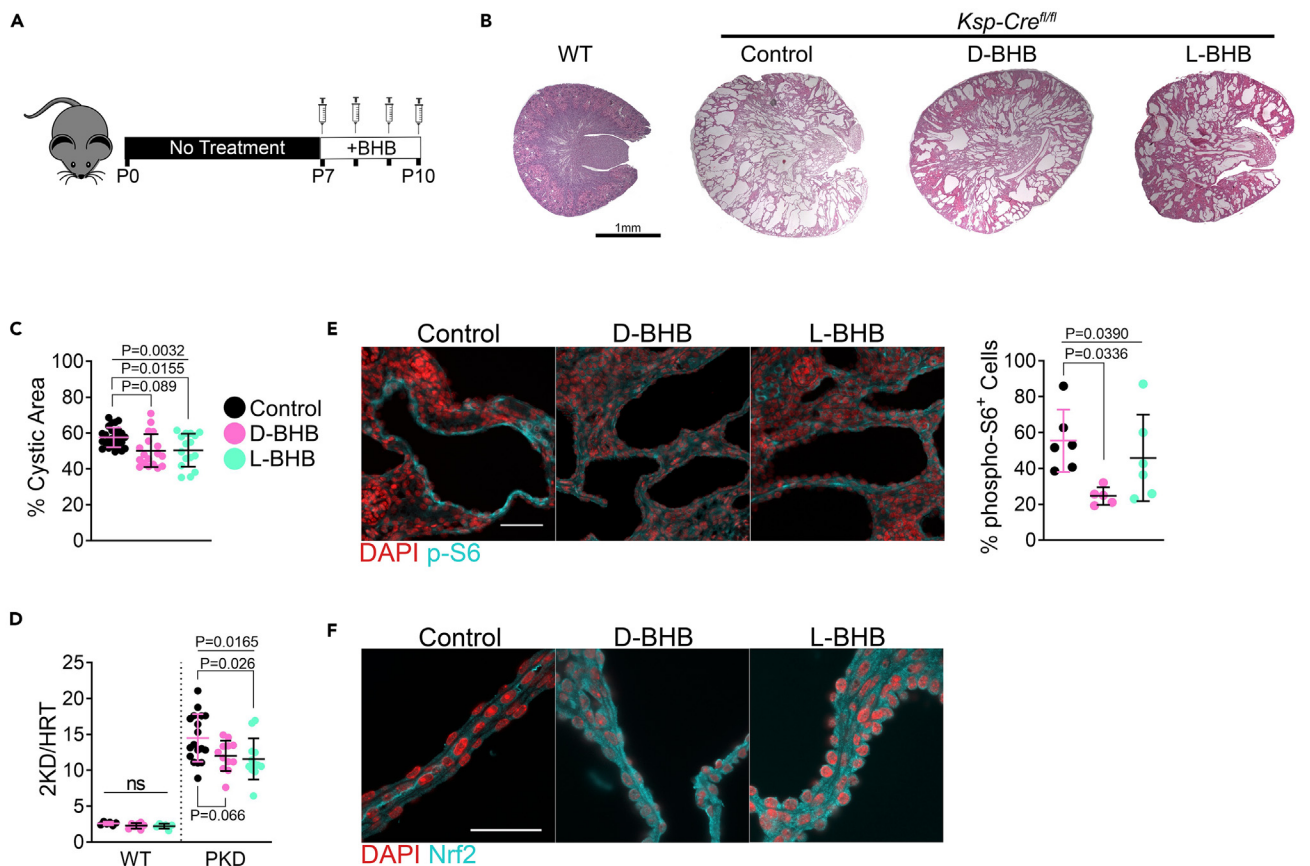 A
No Treatment
+BHB
P0
P7
P10
B
Ksp-Cre^fl/fl
WT
Control
D-BHB
L-BHB
1mm
C
P=0.0032
P=0.0155
P=0.089
100
80
60
40
20
0
% Cystic Area
Control
D-BHB
L-BHB
D
P=0.0165
P=0.026
25
20
15
10
5
0
2KD/HRT
ns
P=0.066
WT
PKD
E
Control
D-BHB
L-BHB
DAPI p-S6
P=0.0390
P=0.0336
100
80
60
40
20
0
% phospho-S6⁺ Cells
F
Control
D-BHB
L-BHB
DAPI Nrf2